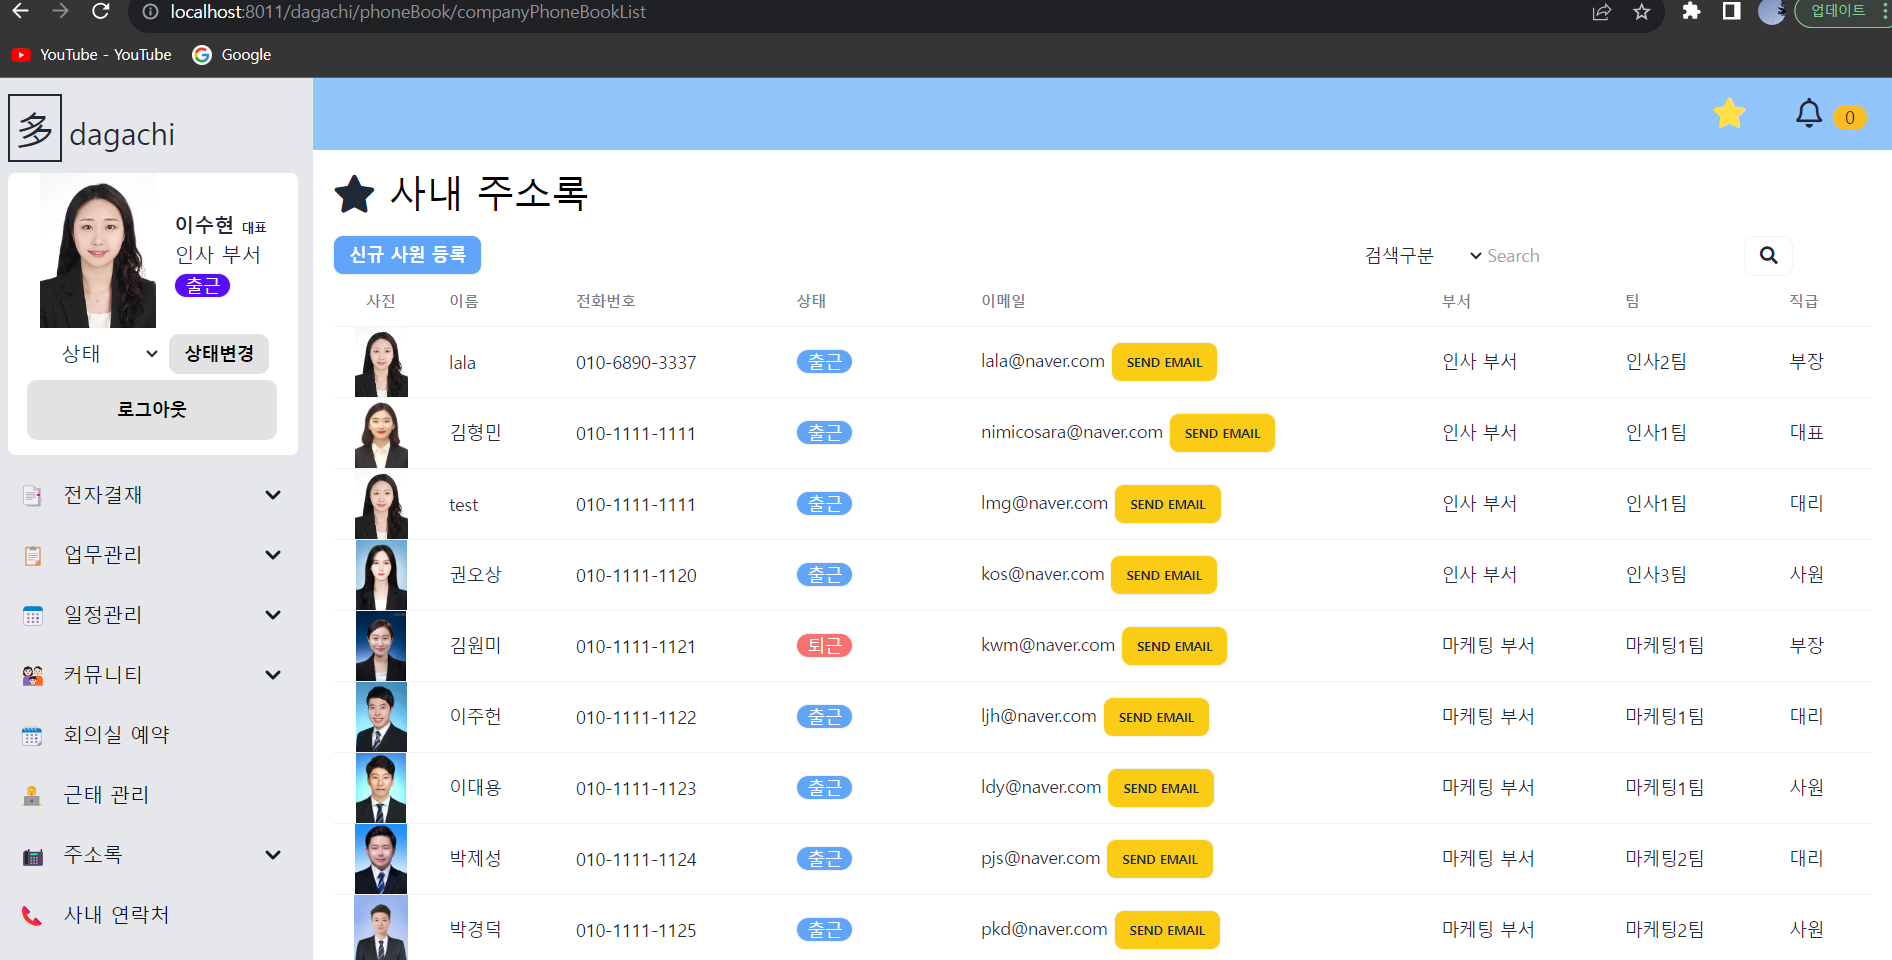 localhost:8011/dagachi/phoneBook/companyPhoneBookList
업데이트
YouTube - YouTube Google
多 dagachi
0
이수현 대표
인사 부서
출근
상태 상태변경
로그아웃
전자결재
업무관리
일정관리
커뮤니티
회의실 예약
근태 관리
주소록
사내 연락처
사내 주소록
신규 사원 등록 검색구분 Search
사진 이름 전화번호 상태 이메일 부서 팀 직급
lala 010-6890-3337 출근 lala@naver.com SEND EMAIL 인사 부서 인사2팀 부장
김형민 010-1111-1111 출근 nimicosara@naver.com SEND EMAIL 인사 부서 인사1팀 대표
test 010-1111-1111 출근 lmg@naver.com SEND EMAIL 인사 부서 인사1팀 대리
권오상 010-1111-1120 출근 kos@naver.com SEND EMAIL 인사 부서 인사3팀 사원
김원미 010-1111-1121 퇴근 kwm@naver.com SEND EMAIL 마케팅 부서 마케팅1팀 부장
이주헌 010-1111-1122 출근 ljh@naver.com SEND EMAIL 마케팅 부서 마케팅1팀 대리
이대용 010-1111-1123 출근 ldy@naver.com SEND EMAIL 마케팅 부서 마케팅1팀 사원
박제성 010-1111-1124 출근 pjs@naver.com SEND EMAIL 마케팅 부서 마케팅2팀 대리
박경덕 010-1111-1125 출근 pkd@naver.com SEND EMAIL 마케팅 부서 마케팅2팀 사원